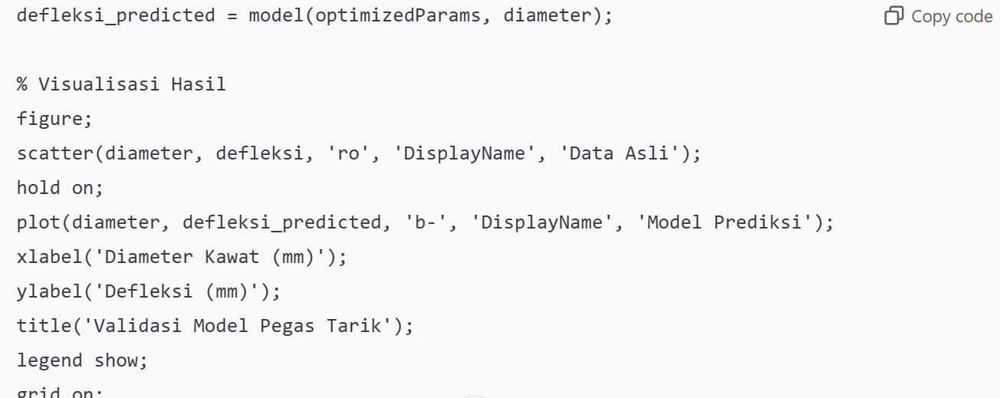 defleksi_predicted = model(optimizedParams, diameter);
Copy code
% Visualisasi Hasil
figure;
scatter(diameter, defleksi, 'ro', 'DisplayName', 'Data Asli');
hold on;
plot(diameter, defleksi_predicted, 'b-', 'DisplayName', 'Model Prediksi');
xlabel('Diameter Kawat (mm)');
ylabel('Defleksi (mm)');
title('Validasi Model Pegas Tarik');
legend show;
grid on;